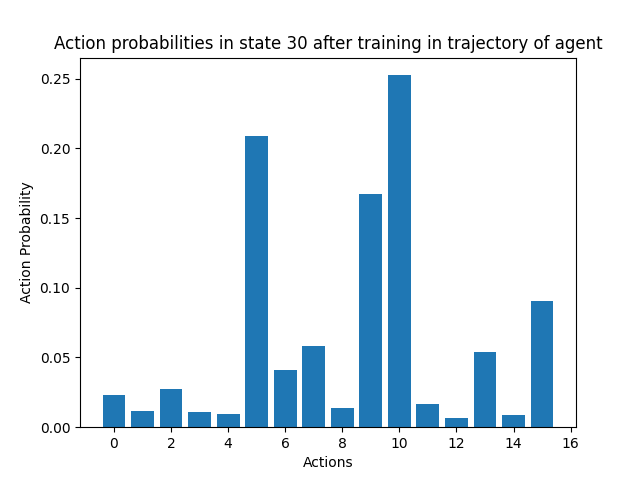 Action probabilities in state 30 after training in trajectory of agent
0.25
0.20
0.15
0.10
0.05
0.00
Action Probability
0 2 4 6 8 10 12 14 16
Actions